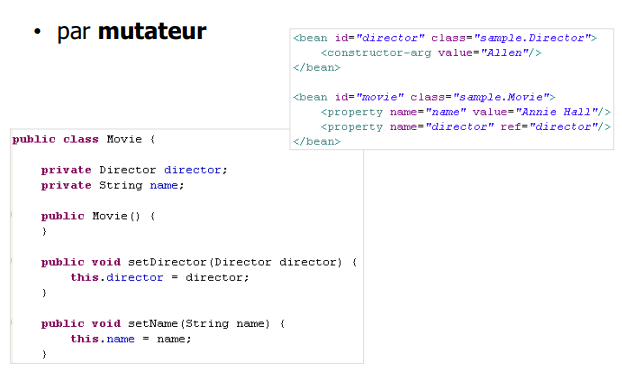 • par mutateur
<bean id="director" class="sample.Director">
    <constructor-arg value="Allen"/>
</bean>
<bean id="movie" class="sample.Movie">
    <property name="name" value="Annie Hall"/>
    <property name="director" ref="director"/>
</bean>
public class Movie {
    private Director director;
    private String name;
    public Movie() {
    }
    public void setDirector(Director director) {
        this.director = director;
    }
    public void setName(String name) {
        this.name = name;
    }